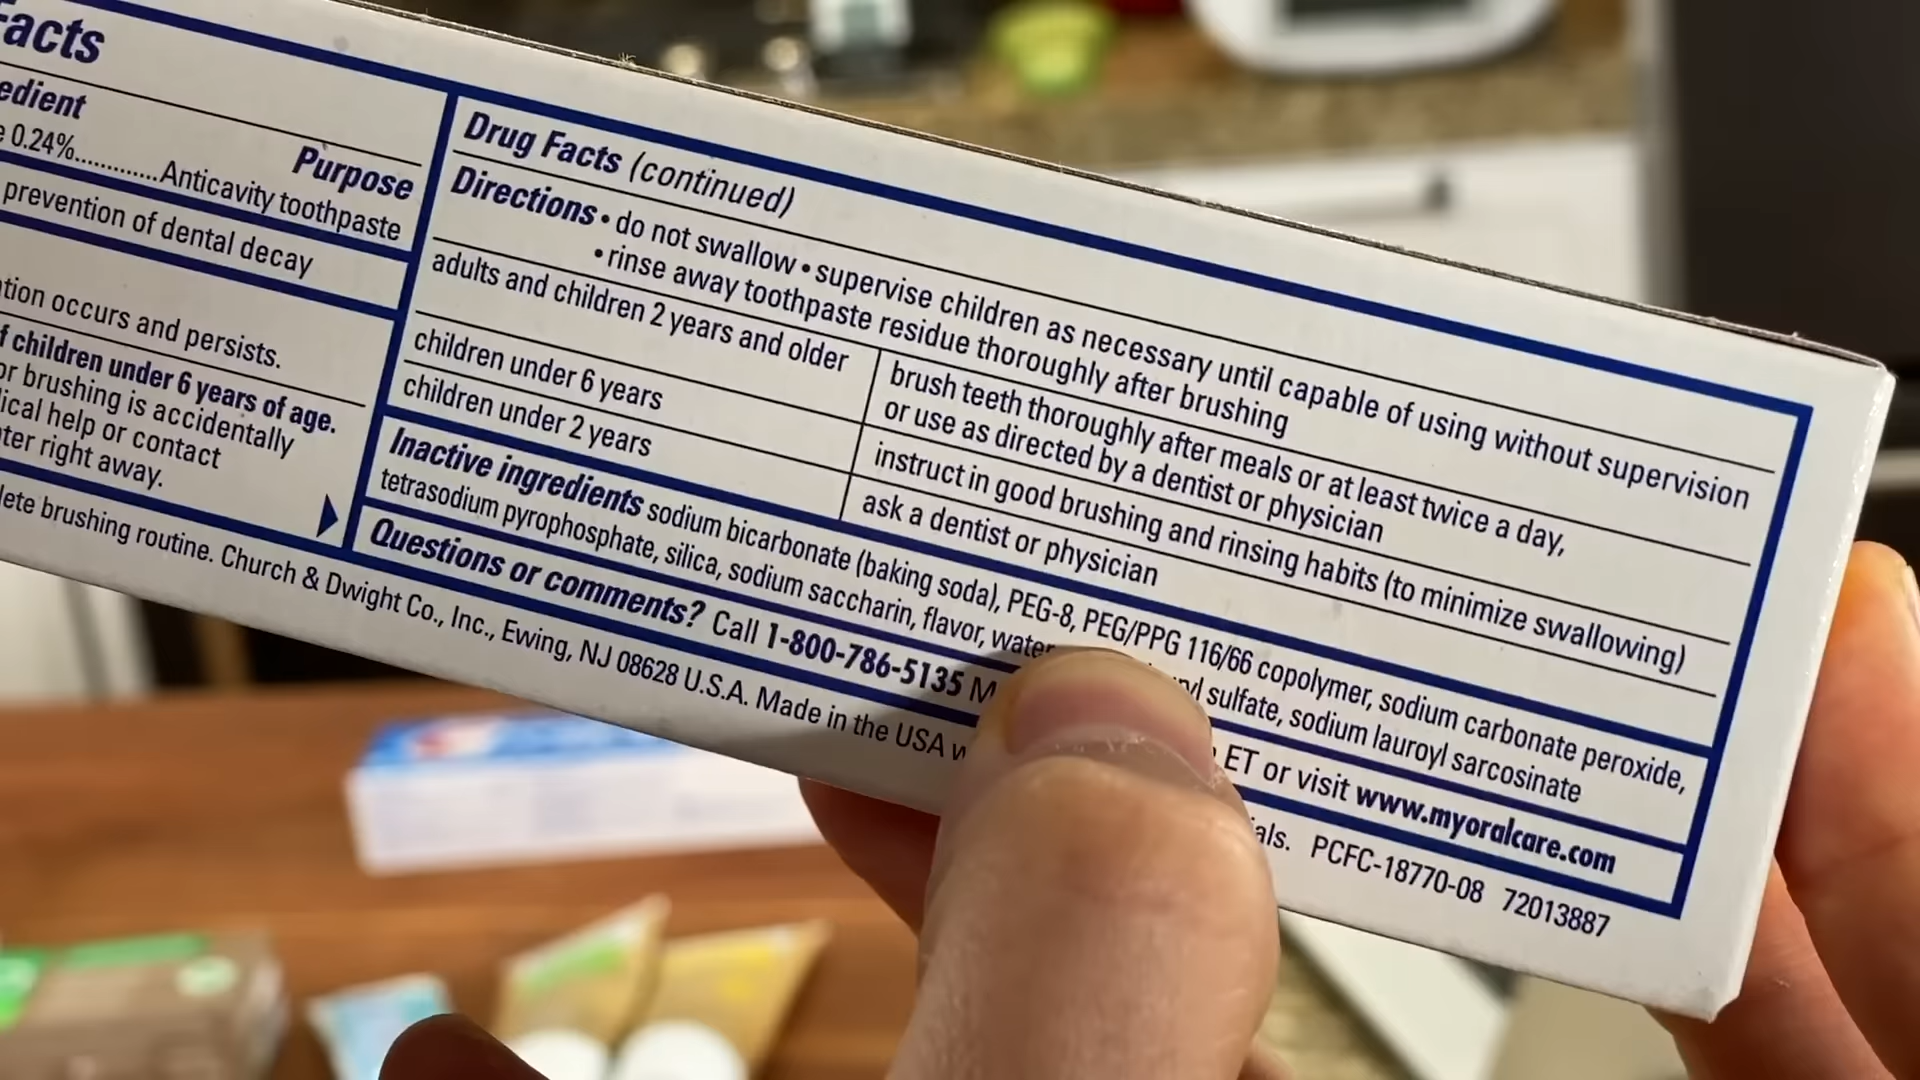 Facts
Purpose
0.24%............Anticavity toothpaste
prevention of dental decay
occurs and persists.
children under 6 years of age.
brushing is accidentally
help or contact
right away.
brushing routine. Church & Dwight Co., Inc., Ewing, NJ 08628 U.S.A. Made in the USA
Drug Facts (continued)
Directions • do not swallow • supervise children as necessary until capable of using without supervision
• rinse away toothpaste residue thoroughly after brushing
adults and children 2 years and older
brush teeth thoroughly after meals or at least twice a day,
or use as directed by a dentist or physician
children under 6 years
instruct in good brushing and rinsing habits (to minimize swallowing)
children under 2 years
ask a dentist or physician
Inactive ingredients sodium bicarbonate (baking soda), PEG-8, PEG/PPG 116/66 copolymer, sodium carbonate peroxide,
tetrasodium pyrophosphate, silica, sodium saccharin, flavor, water sulfate, sodium lauroyl sarcosinate
Questions or comments? Call 1-800-786-5135 ET or visit www.myoralcare.com
PCFC-18770-08 72013887